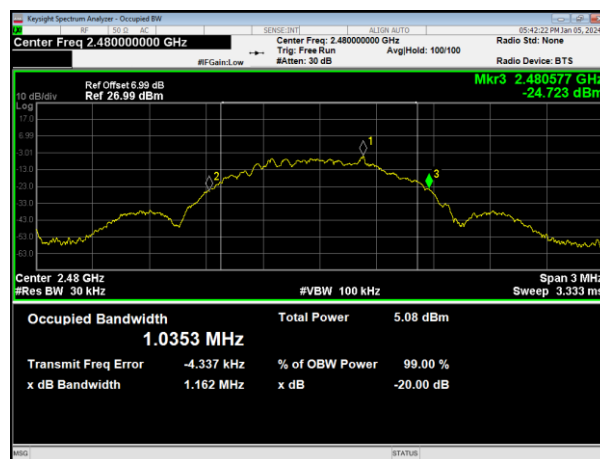 Keysight Spectrum Analyzer - Occupied BW
RF 50 Ω AC SENSE:INT ALIGN AUTO 05:42:22 PM Jan 05, 2024
Center Freq 2.480000000 GHz Center Freq: 2.480000000 GHz Radio Std: None
Trig: Free Run Avg|Hold: 100/100
#IFGain:Low #Atten: 30 dB Radio Device: BTS
Mkr3 2.480577 GHz
-24.723 dBm
Ref Offset 6.99 dB
10 dB/div Ref 26.99 dBm
Log
17.0
6.99
-3.01
-13.0
-23.0
-33.0
-43.0
-53.0
-63.0
1
2
3
Center 2.48 GHz Span 3 MHz
#Res BW 30 kHz #VBW 100 kHz Sweep 3.333 ms
Occupied Bandwidth Total Power 5.08 dBm
1.0353 MHz
Transmit Freq Error -4.337 kHz % of OBW Power 99.00 %
x dB Bandwidth 1.162 MHz x dB -20.00 dB
MSG STATUS